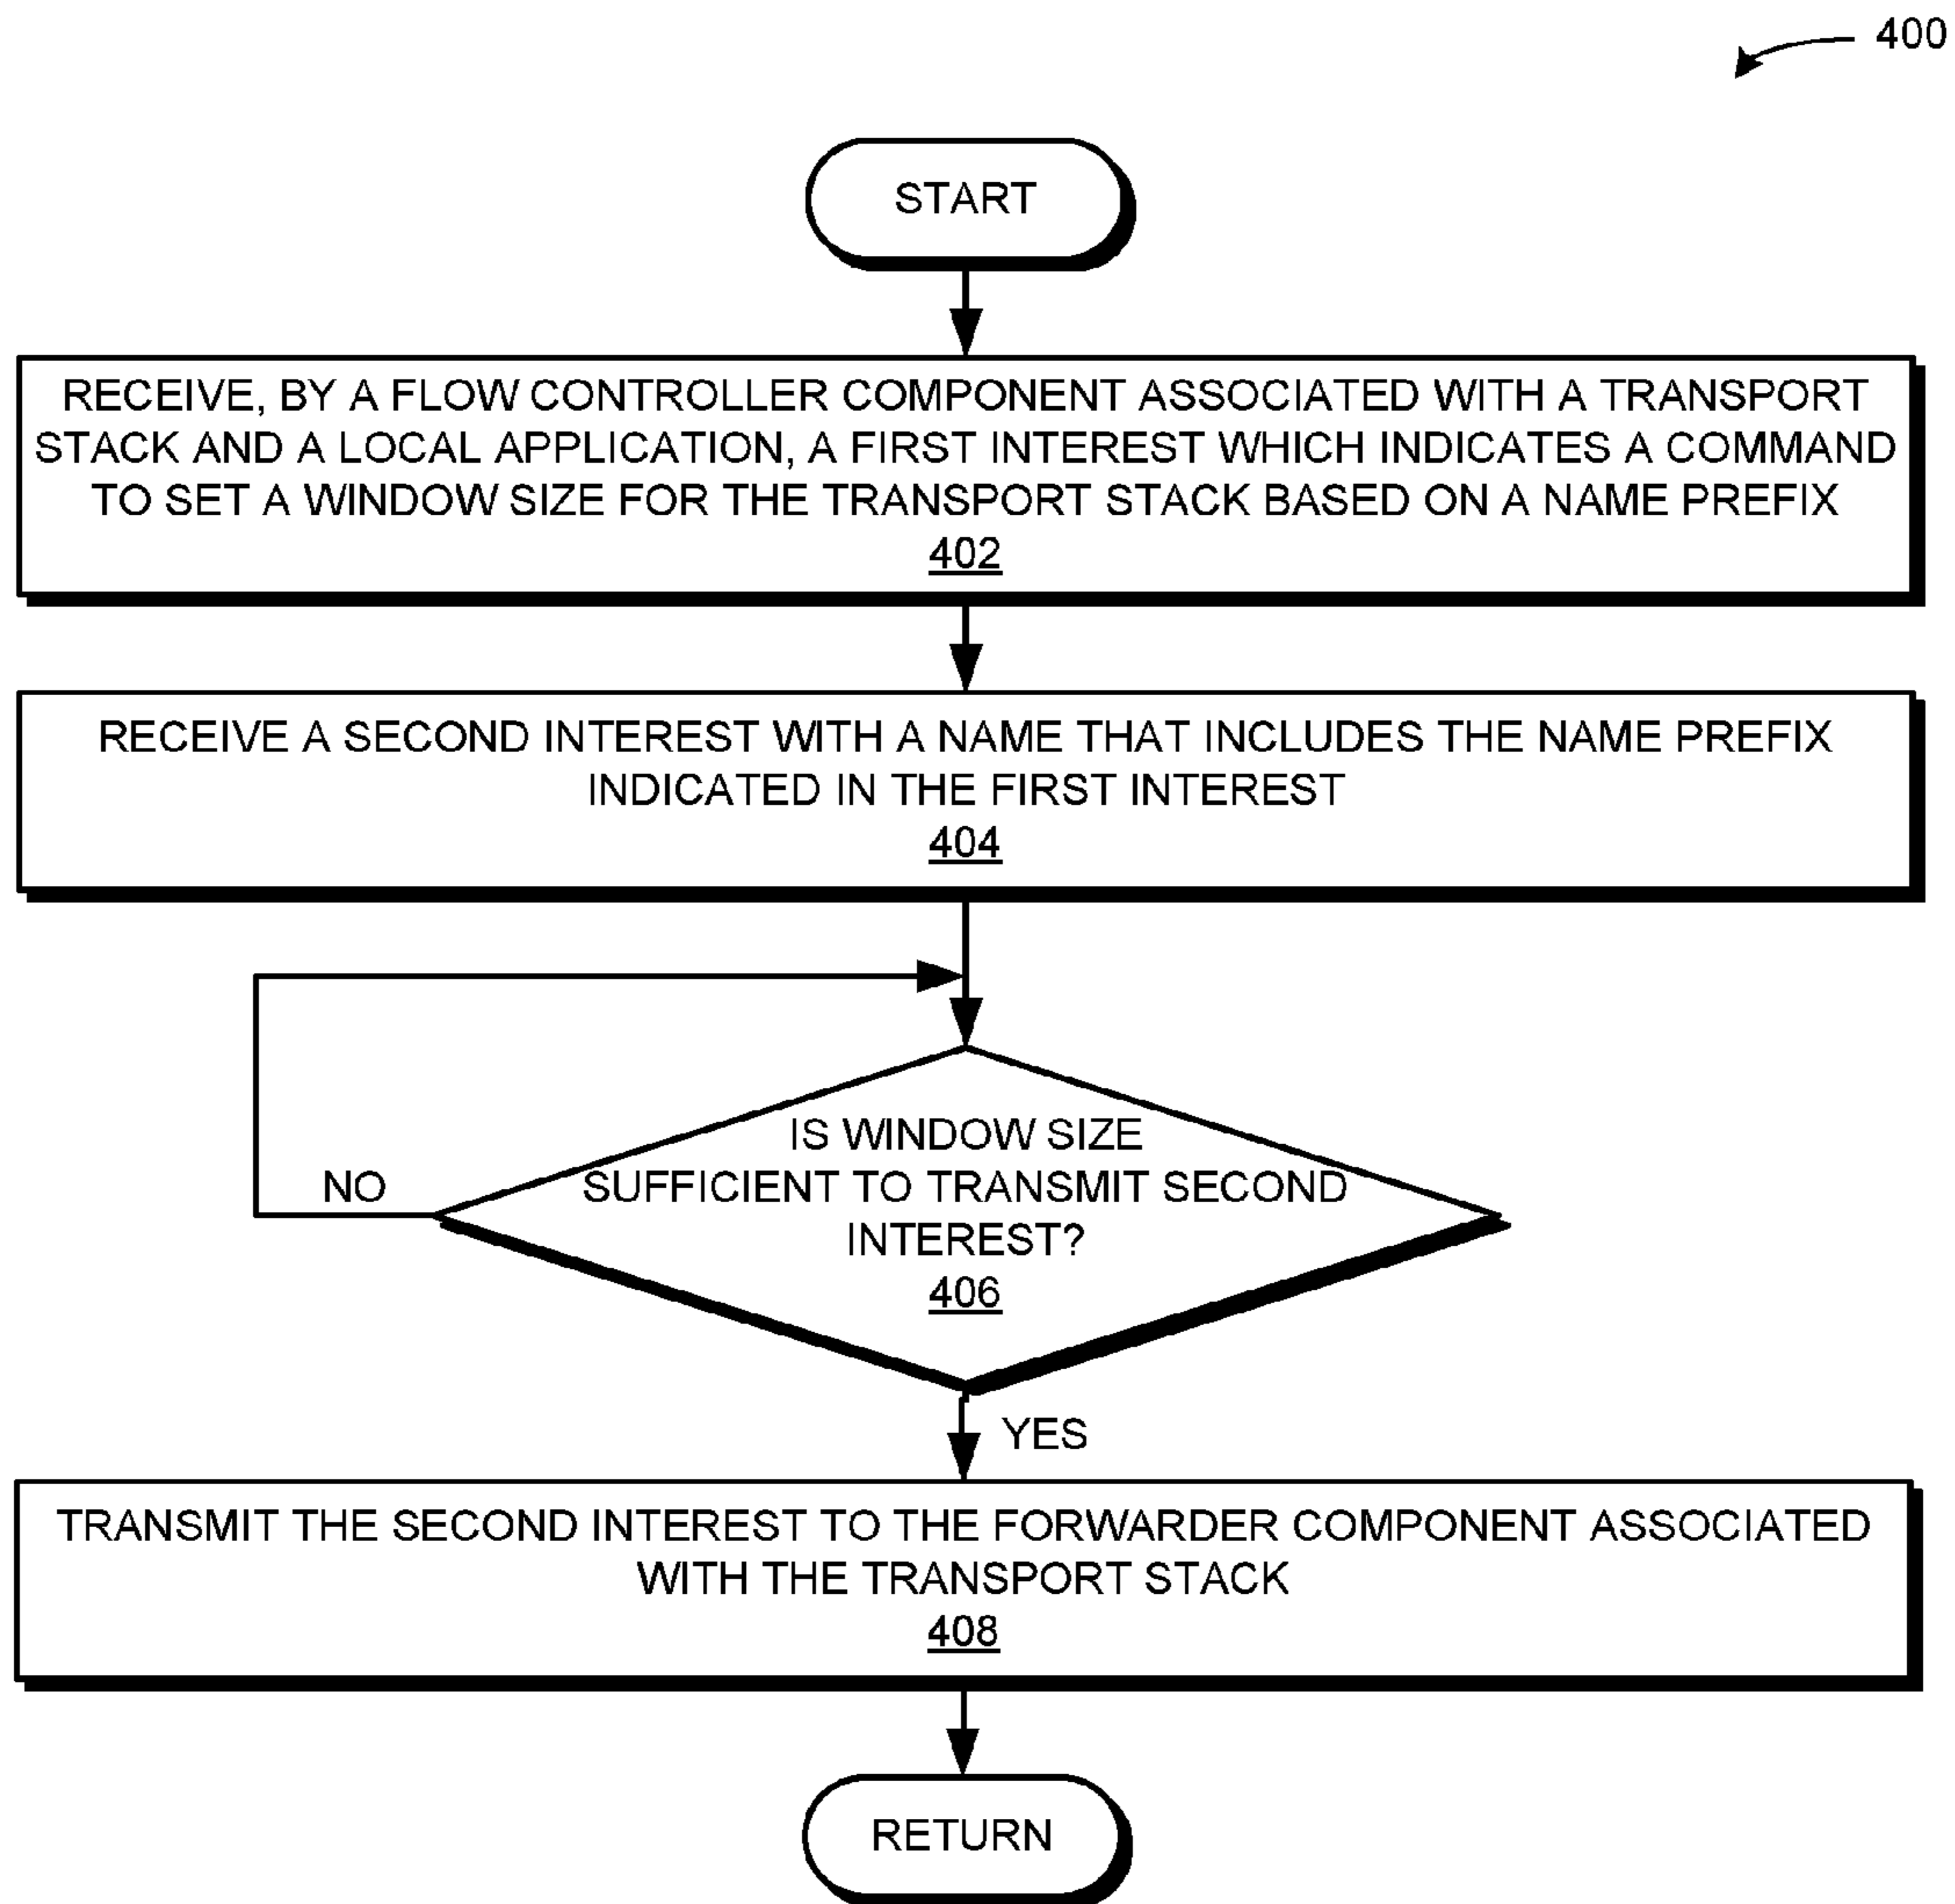 400
START
RECEIVE, BY A FLOW CONTROLLER COMPONENT ASSOCIATED WITH A TRANSPORT
STACK AND A LOCAL APPLICATION, A FIRST INTEREST WHICH INDICATES A COMMAND
TO SET A WINDOW SIZE FOR THE TRANSPORT STACK BASED ON A NAME PREFIX
402
RECEIVE A SECOND INTEREST WITH A NAME THAT INCLUDES THE NAME PREFIX
INDICATED IN THE FIRST INTEREST
404
IS WINDOW SIZE
SUFFICIENT TO TRANSMIT SECOND
INTEREST?
406
NO
YES
TRANSMIT THE SECOND INTEREST TO THE FORWARDER COMPONENT ASSOCIATED
WITH THE TRANSPORT STACK
408
RETURN